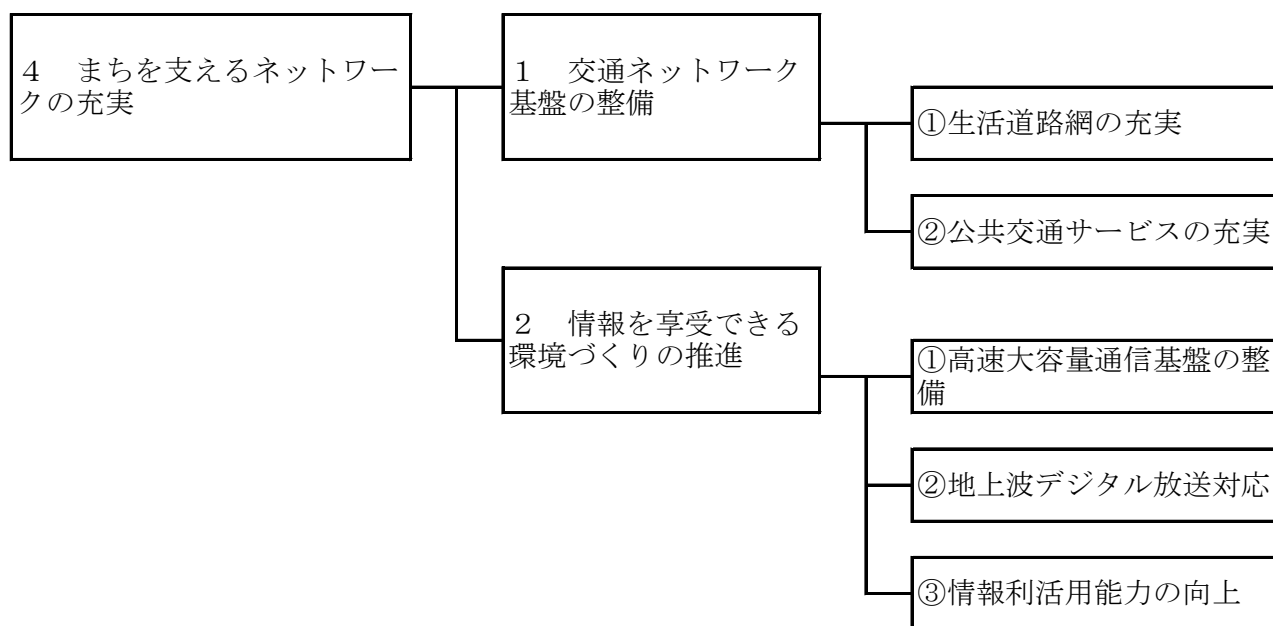 ４　まちを支えるネットワー
クの充実
１　交通ネットワーク
基盤の整備
①生活道路網の充実
②公共交通サービスの充実
２　情報を享受できる
環境づくりの推進
①高速大容量通信基盤の整
備
②地上波デジタル放送対応
③情報利活用能力の向上